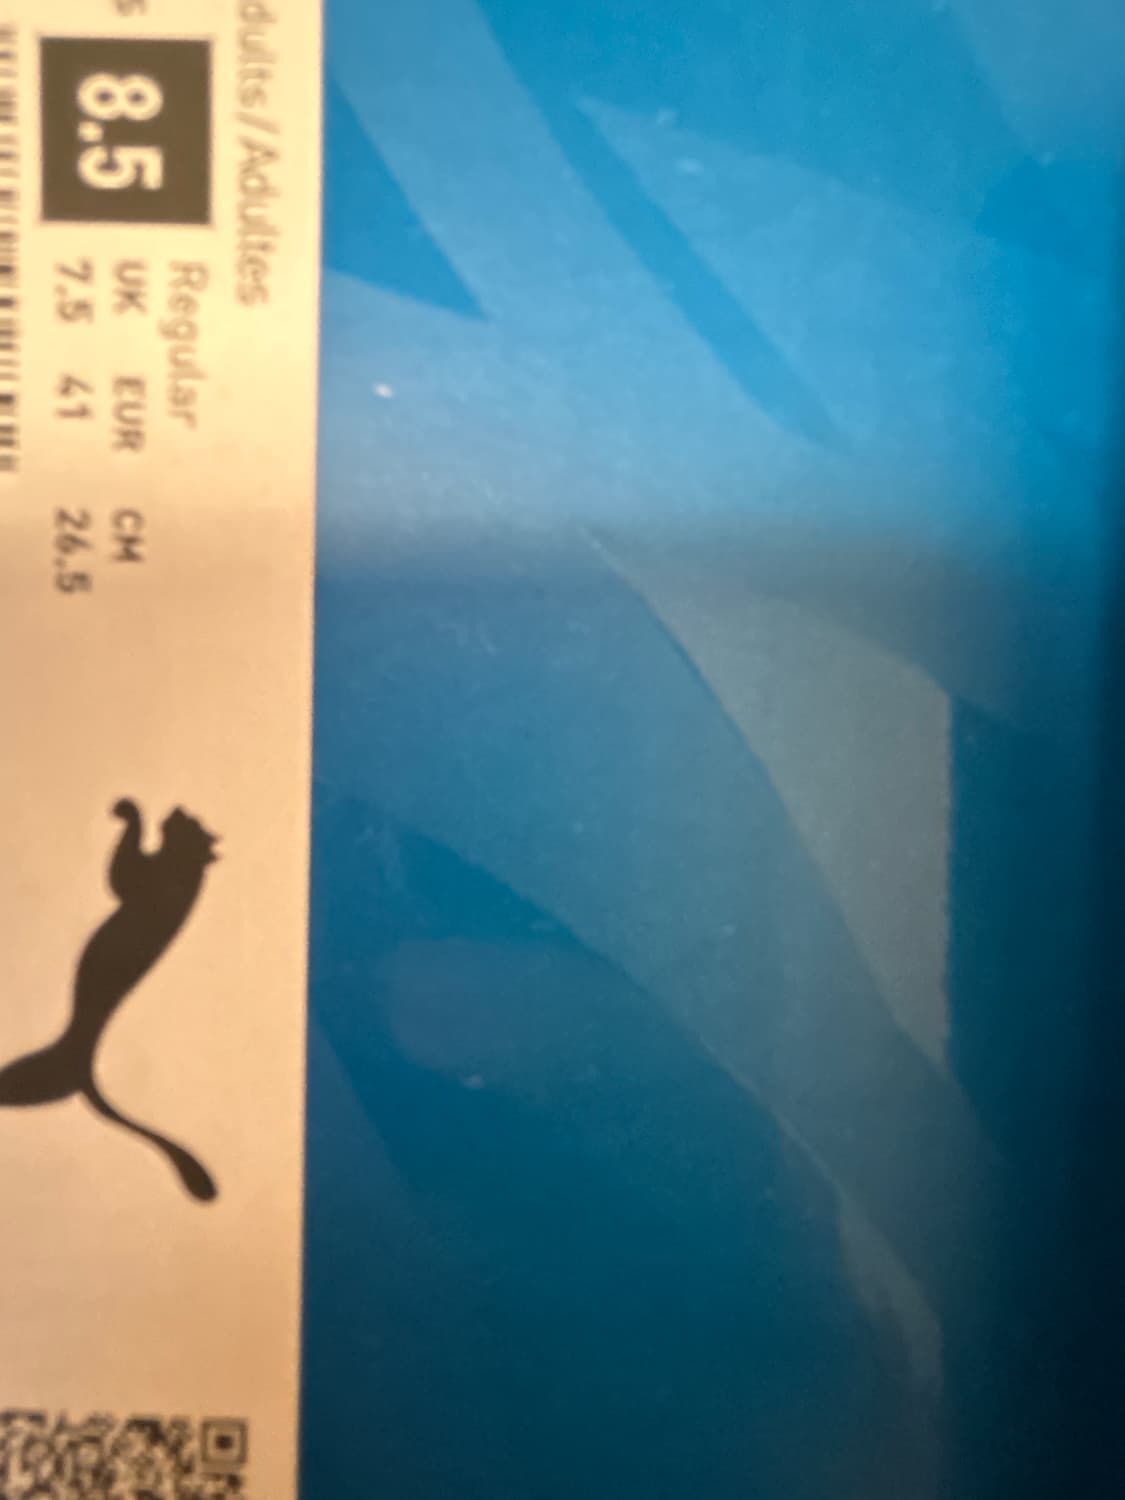 dults/Adultes
8.5
Regular
UK EUR CM
7.5 41 26.5